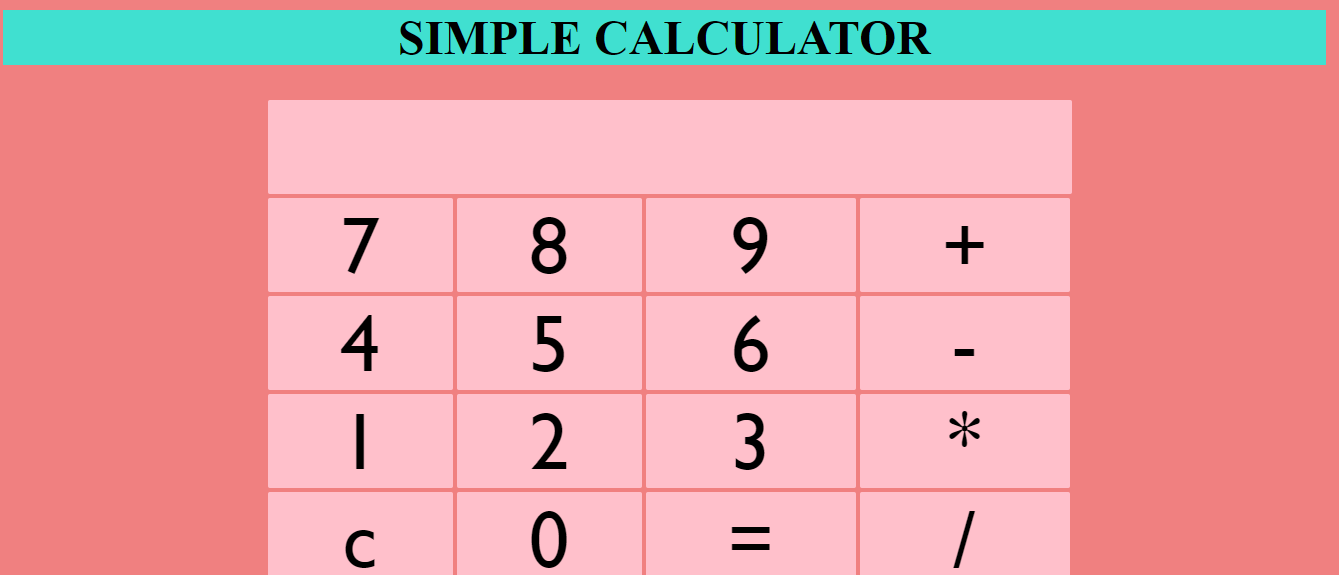 SIMPLE CALCULATOR
7 8 9 +
4 5 6 -
1 2 3 *
c 0 = /